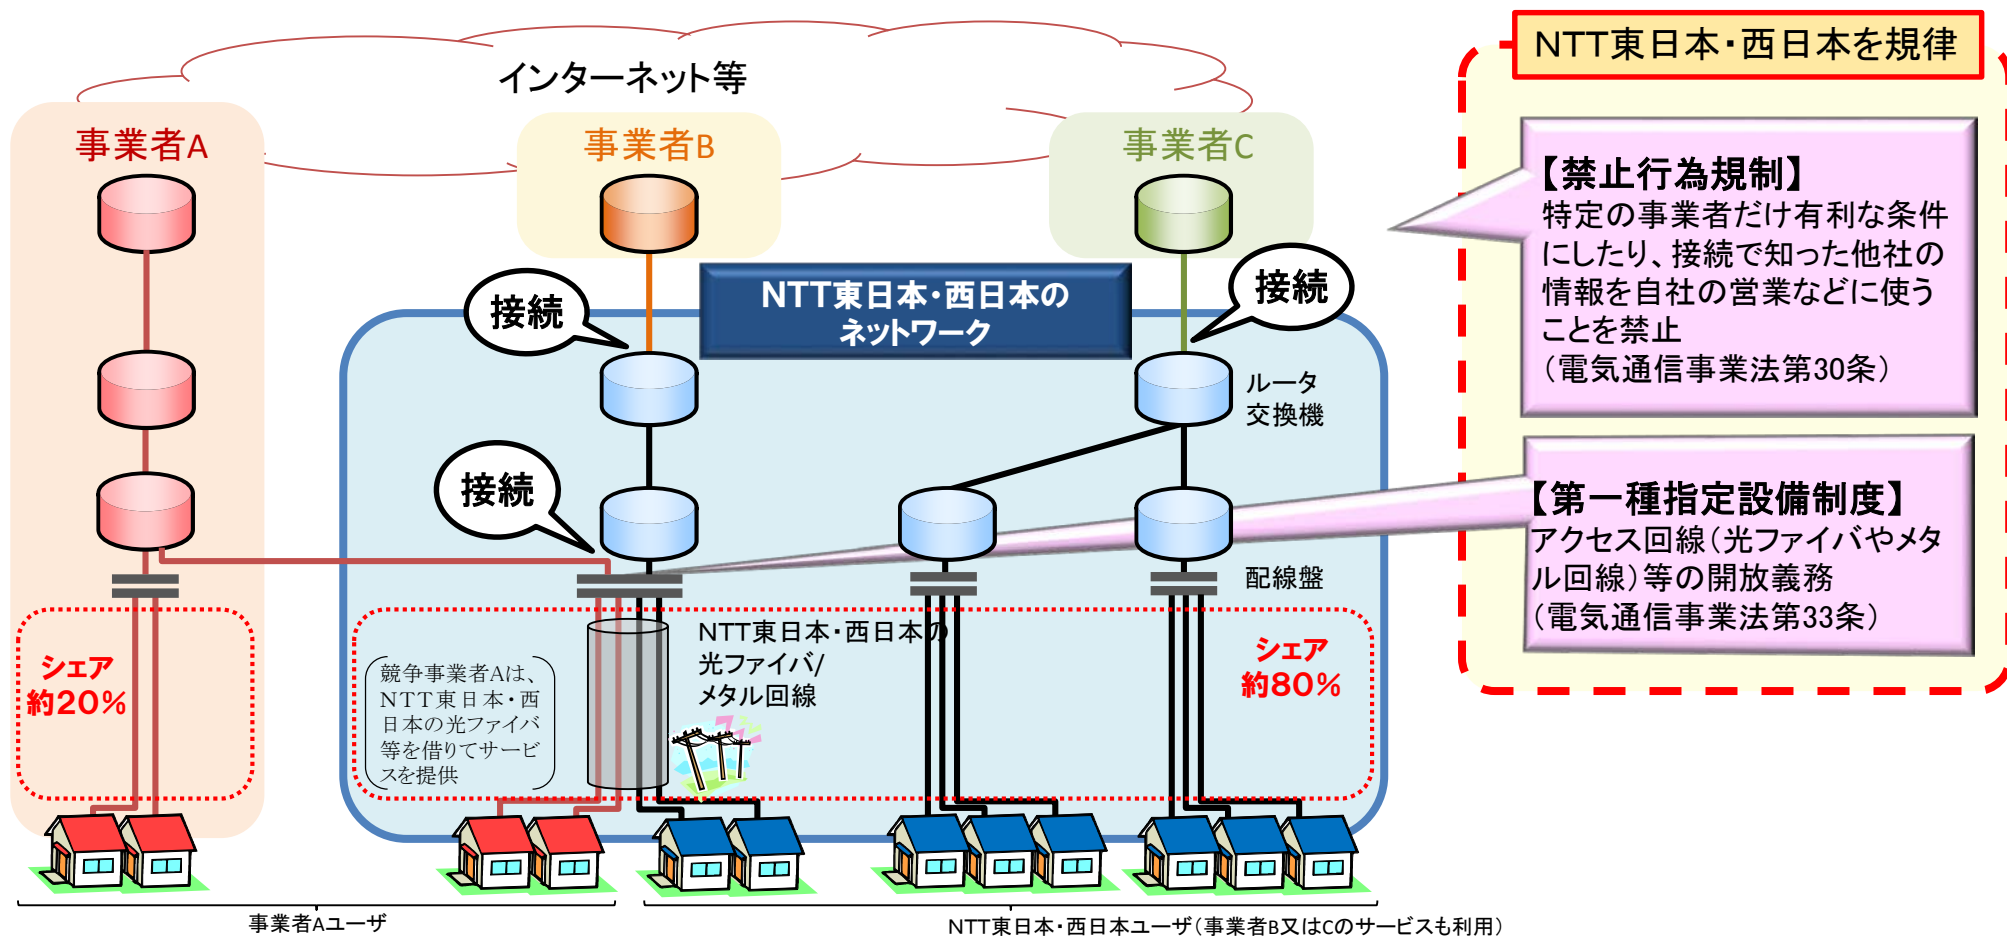 インターネット等
NTT東日本・西日本を規律
事業者A
事業者B
事業者C
【禁止行為規制】
特定の事業者だけ有利な条件
にしたり、接続で知った他社の
情報を自社の営業などに使う
ことを禁止
（電気通信事業法第30条）
接続
NTT東日本・西日本の
ネットワーク
接続
ルータ
交換機
接続
【第一種指定設備制度】
アクセス回線（光ファイバやメタ
ル回線）等の開放義務
（電気通信事業法第33条）
配線盤
シェア
約20%
競争事業者Aは、
NTT東日本・西
日本の光ファイバ
等を借りてサービ
スを提供
NTT東日本・西日本の
光ファイバ/
メタル回線
シェア
約80%
事業者Aユーザ
NTT東日本・西日本ユーザ（事業者B又はCのサービスも利用）